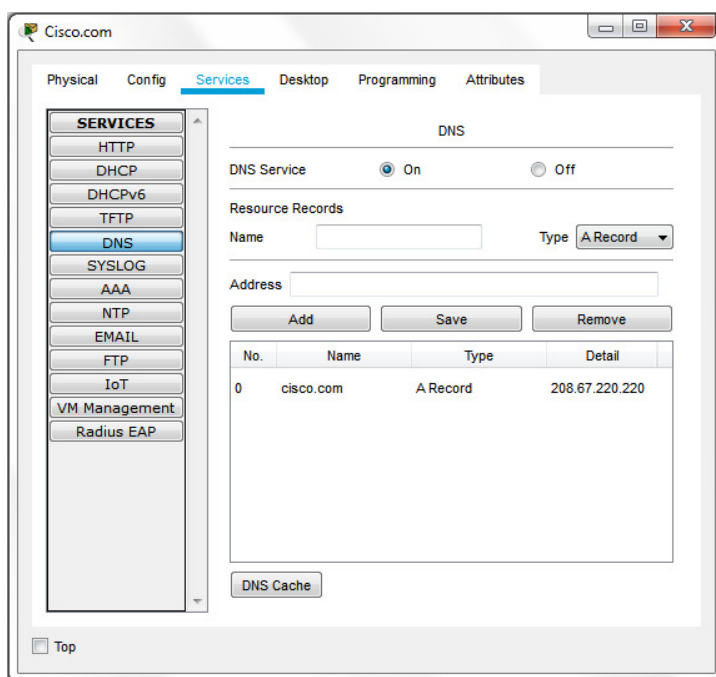 Cisco.com
Physical Config Services Desktop Programming Attributes
SERVICES
HTTP
DHCP
DHCPv6
TFTP
DNS
SYSLOG
AAA
NTP
EMAIL
FTP
IoT
VM Management
Radius EAP
DNS
DNS Service On Off
Resource Records
Name Type A Record
Address
Add Save Remove
No. Name Type Detail
0 cisco.com A Record 208.67.220.220
DNS Cache
Top